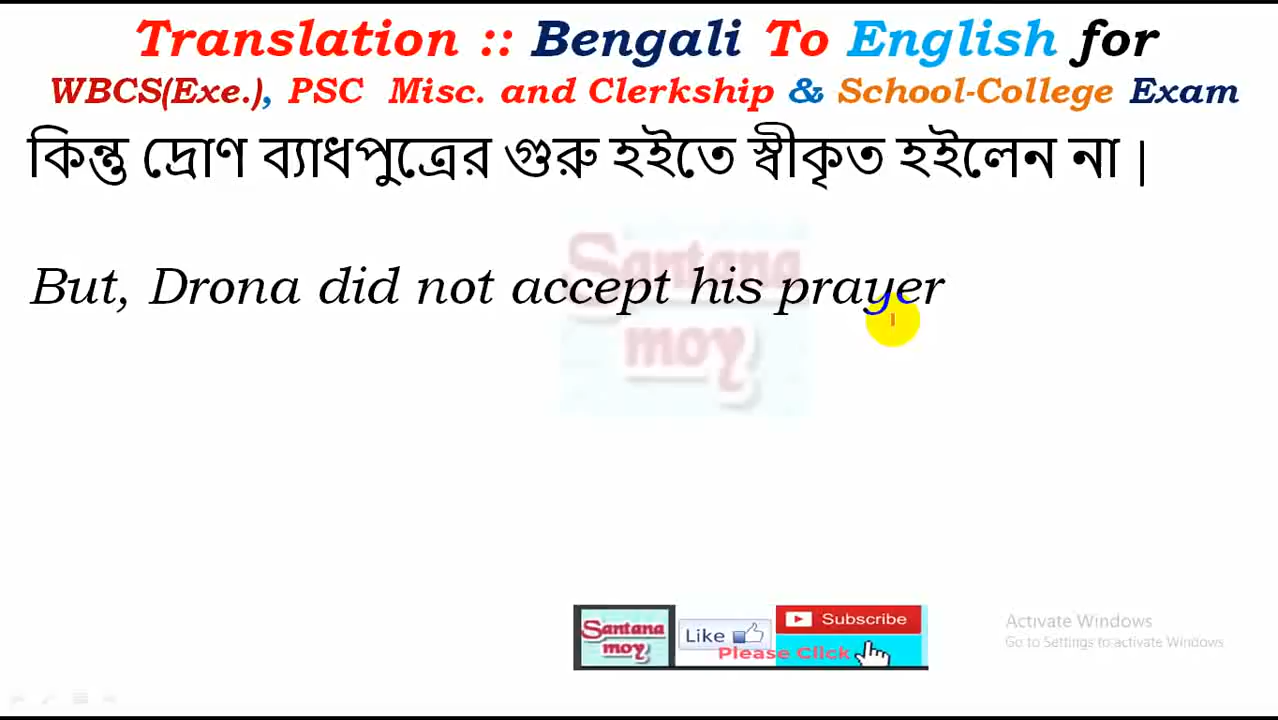 Translation :: Bengali To English for
WBCS(Exe.), PSC Misc. and Clerkship & School-College Exam
কিন্তু দ্রোণ ব্যাধপুত্রের গুরু হইতে স্বীকৃত হইলেন না |
Santana
moy
But, Drona did not accept his prayer
Santana
moy
Like
Subscribe
Please Click
Activate Windows
Go to Settings to activate Windows